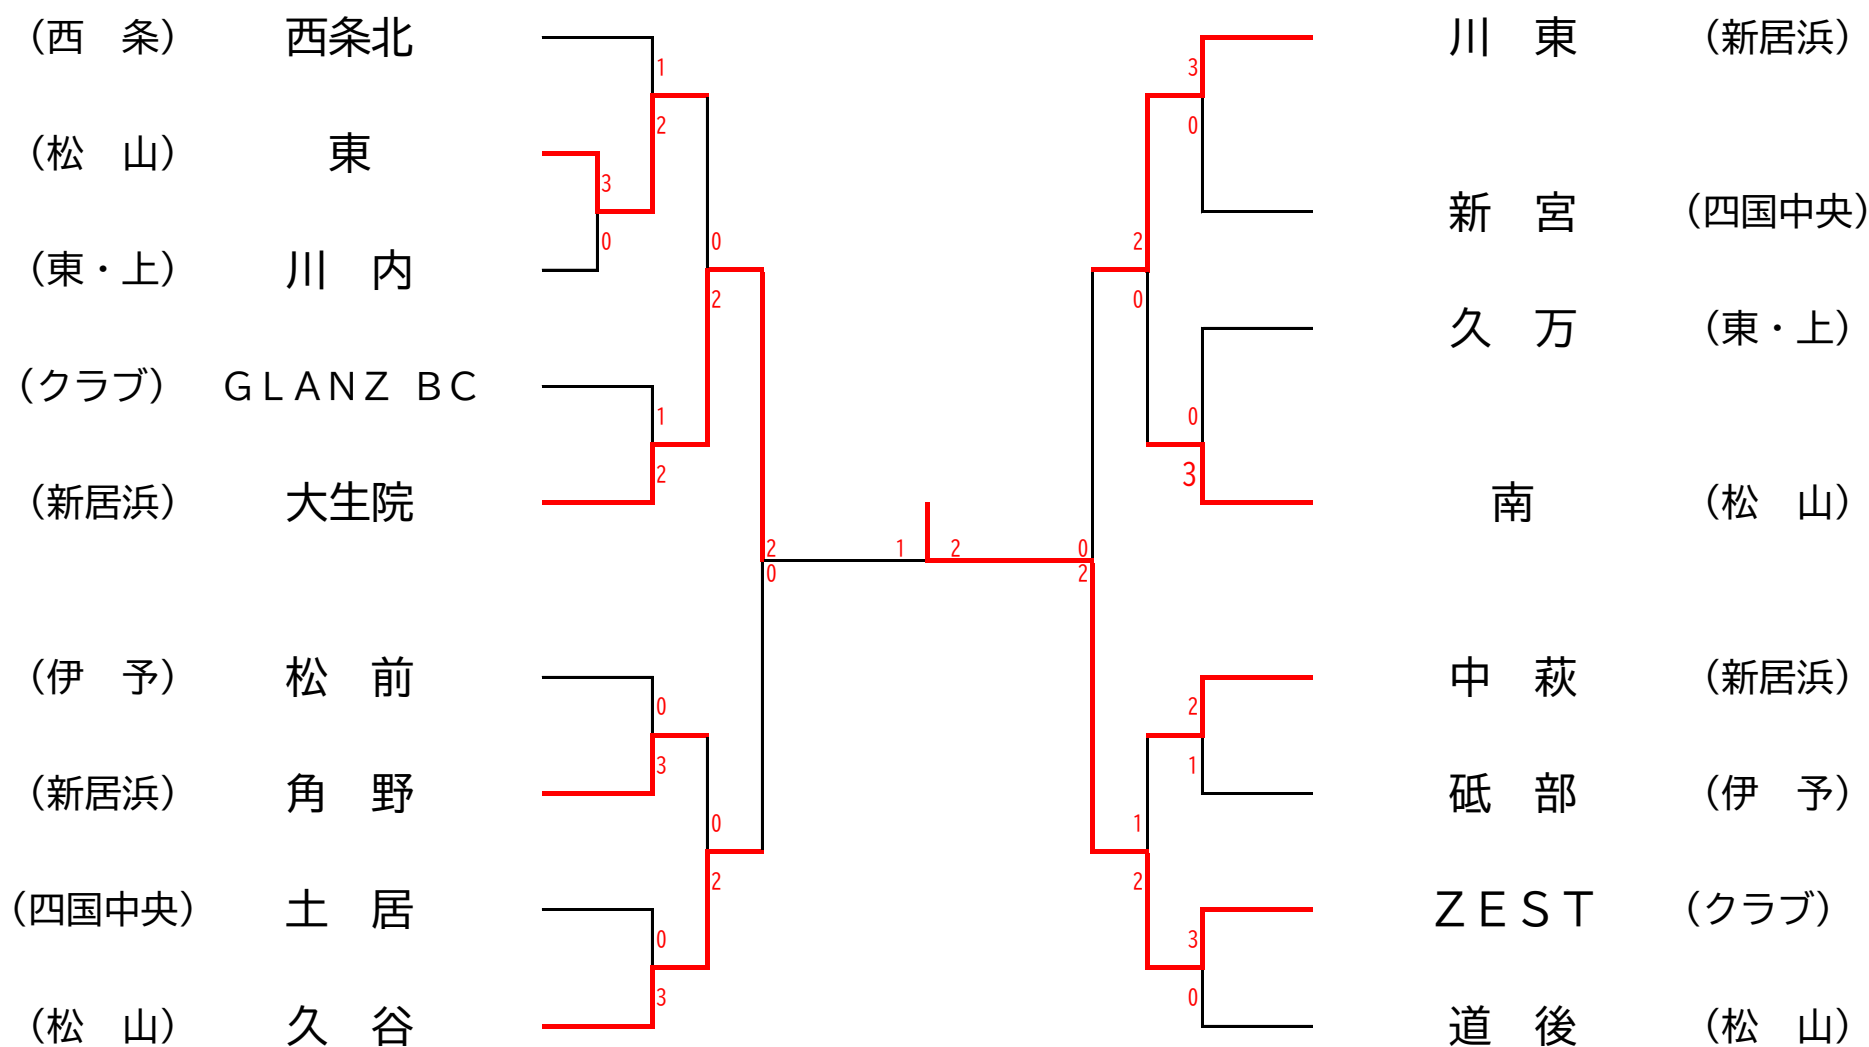 （西　条）　西条北
1
2
（松　山）　東
3
0
（東・上）　川　内
0
2
（クラブ）　ＧＬＡＮＺ ＢＣ
1
2
（新居浜）　大生院
2
0
（伊　予）　松　前
0
3
（新居浜）　角　野
0
2
（四国中央）　土　居
0
3
（松　山）　久　谷
1　2
川　東　（新居浜）
3
0
新　宮　（四国中央）
2
0
久　万　（東・上）
0
3
南　（松　山）
0
2
中　萩　（新居浜）
2
1
砥　部　（伊　予）
1
2
ＺＥＳＴ　（クラブ）
3
0
道　後　（松　山）